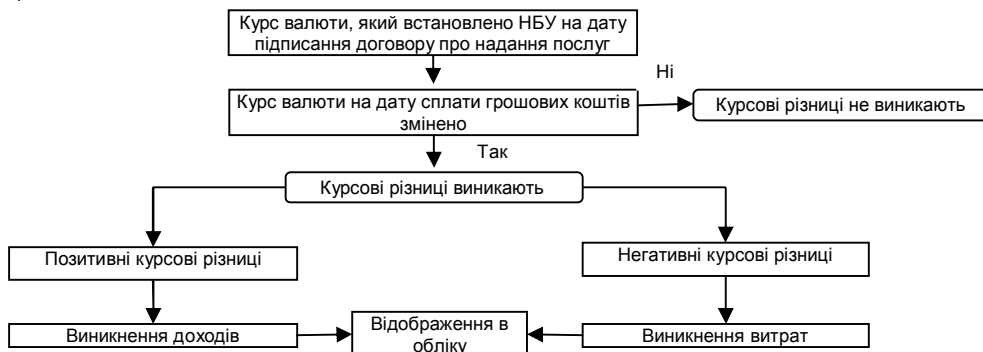 Курс валюти, який встановлено НБУ на дату
підписання договору про надання послуг
Ні
Курс валюти на дату сплати грошових коштів
змінено
Курсові різниці не виникають
Так
Курсові різниці виникають
Позитивні курсові різниці
Негативні курсові різниці
Виникнення доходів
Відображення в
обліку
Виникнення витрат